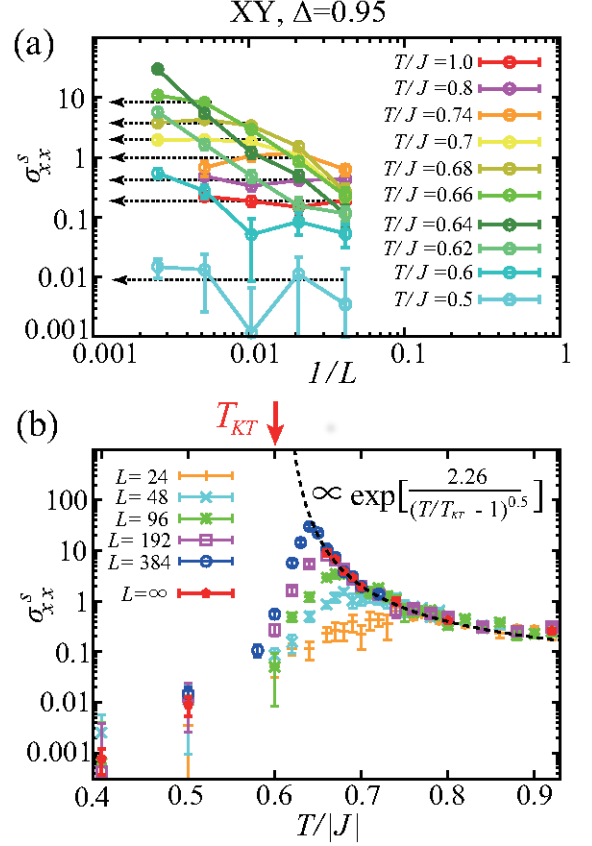 XY, Δ=0.95
(a)
σₓₓˢ
10
1
0.1
0.01
0.001
0.001
0.01
0.1
1
1/L
T/J=1.0
T/J=0.8
T/J=0.74
T/J=0.7
T/J=0.68
T/J=0.66
T/J=0.64
T/J=0.62
T/J=0.6
T/J=0.5
(b)
T_KT
σₓₓˢ
100
10
1
0.1
0.01
0.001
L= 24
L= 48
L= 96
L= 192
L= 384
L=∞
∝ exp[2.26/(T/T_KT - 1)^0.5]
0.4
0.5
0.6
0.7
0.8
0.9
T/|J|